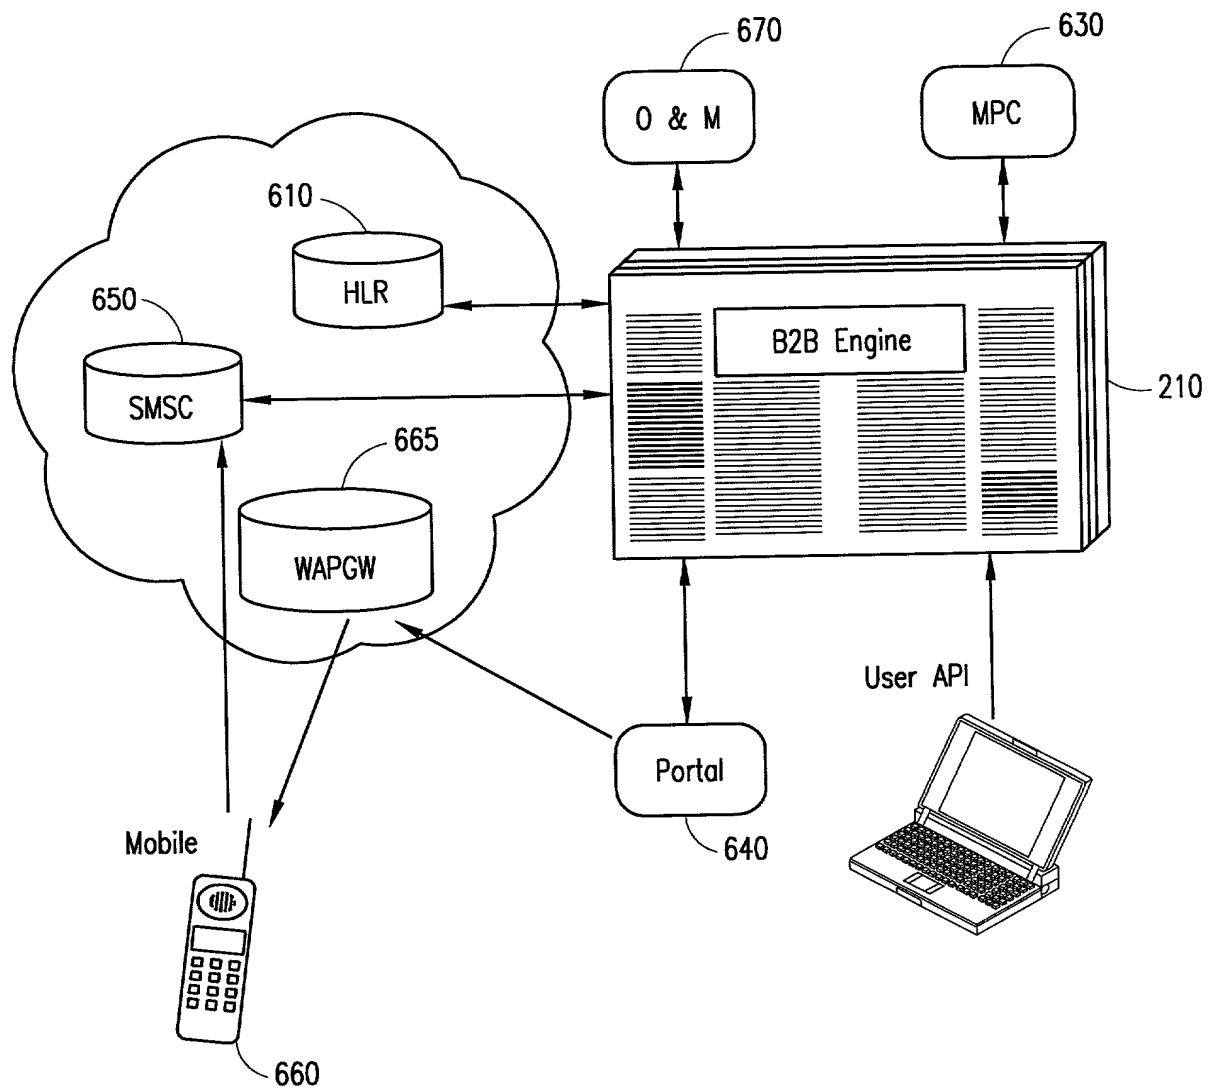 670
630
O & M
MPC
610
HLR
650
B2B Engine
SMSC
210
665
WAPGW
User API
Portal
Mobile
640
660